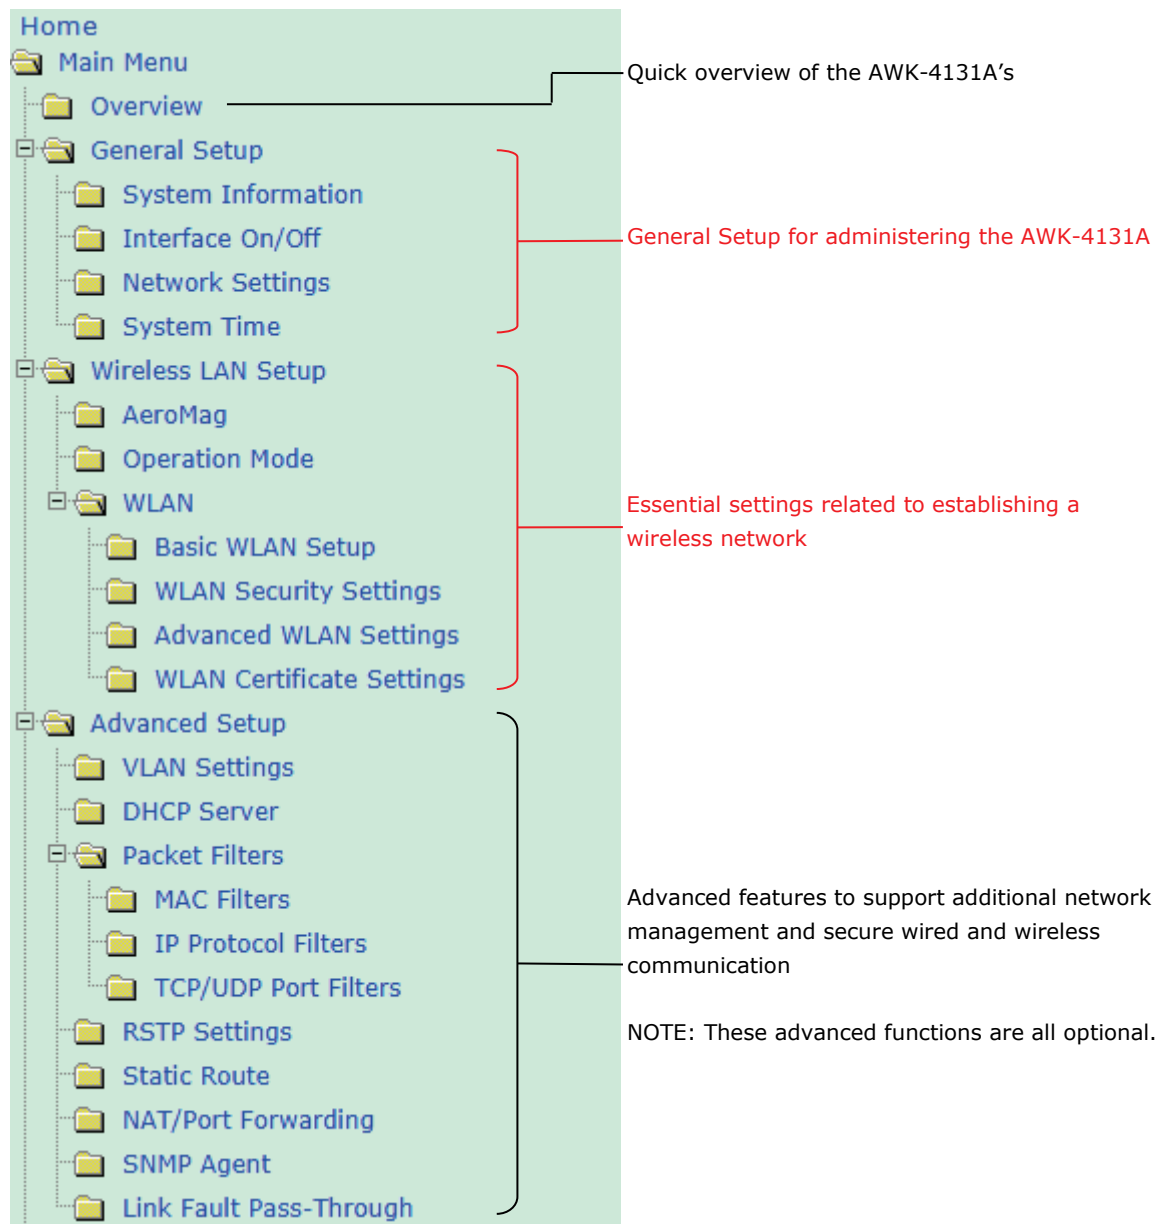 Home
Main Menu
Quick overview of the AWK-4131A’s
Overview
General Setup
System Information
Interface On/Off
General Setup for administering the AWK-4131A
Network Settings
System Time
Wireless LAN Setup
AeroMag
Operation Mode
WLAN
Essential settings related to establishing a
wireless network
Basic WLAN Setup
WLAN Security Settings
Advanced WLAN Settings
WLAN Certificate Settings
Advanced Setup
VLAN Settings
DHCP Server
Packet Filters
MAC Filters
IP Protocol Filters
TCP/UDP Port Filters
Advanced features to support additional network
management and secure wired and wireless
communication
RSTP Settings
NOTE: These advanced functions are all optional.
Static Route
NAT/Port Forwarding
SNMP Agent
Link Fault Pass-Through